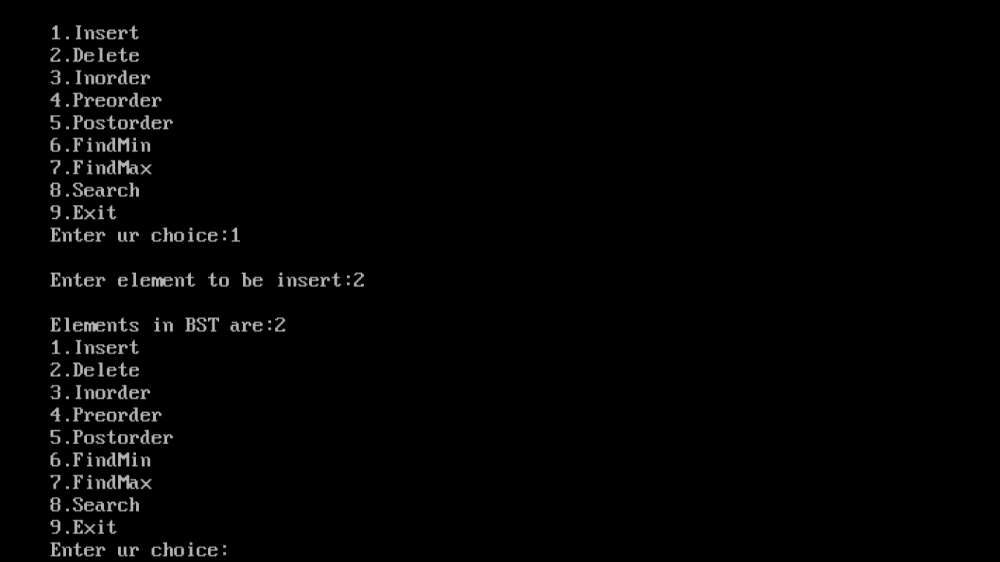 1.Insert
2.Delete
3.Inorder
4.Preorder
5.Postorder
6.FindMin
7.FindMax
8.Search
9.Exit
Enter ur choice:1
Enter element to be insert:2
Elements in BST are:2
1.Insert
2.Delete
3.Inorder
4.Preorder
5.Postorder
6.FindMin
7.FindMax
8.Search
9.Exit
Enter ur choice: